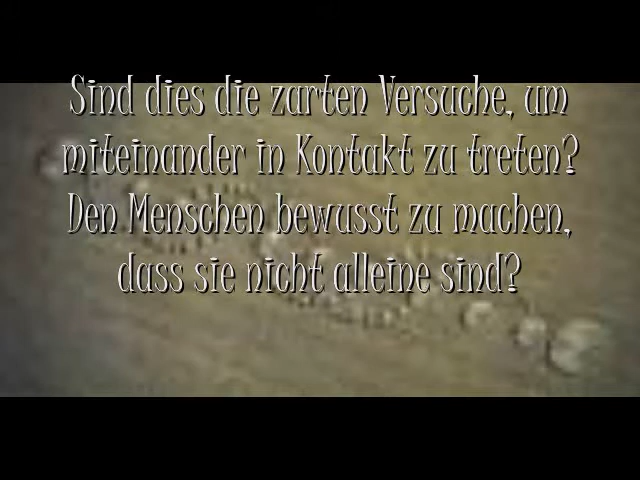 Sind dies die zarten Versuche, um
miteinander in Kontakt zu treten?
Den Menschen bewusst zu machen,
dass sie nicht alleine sind?